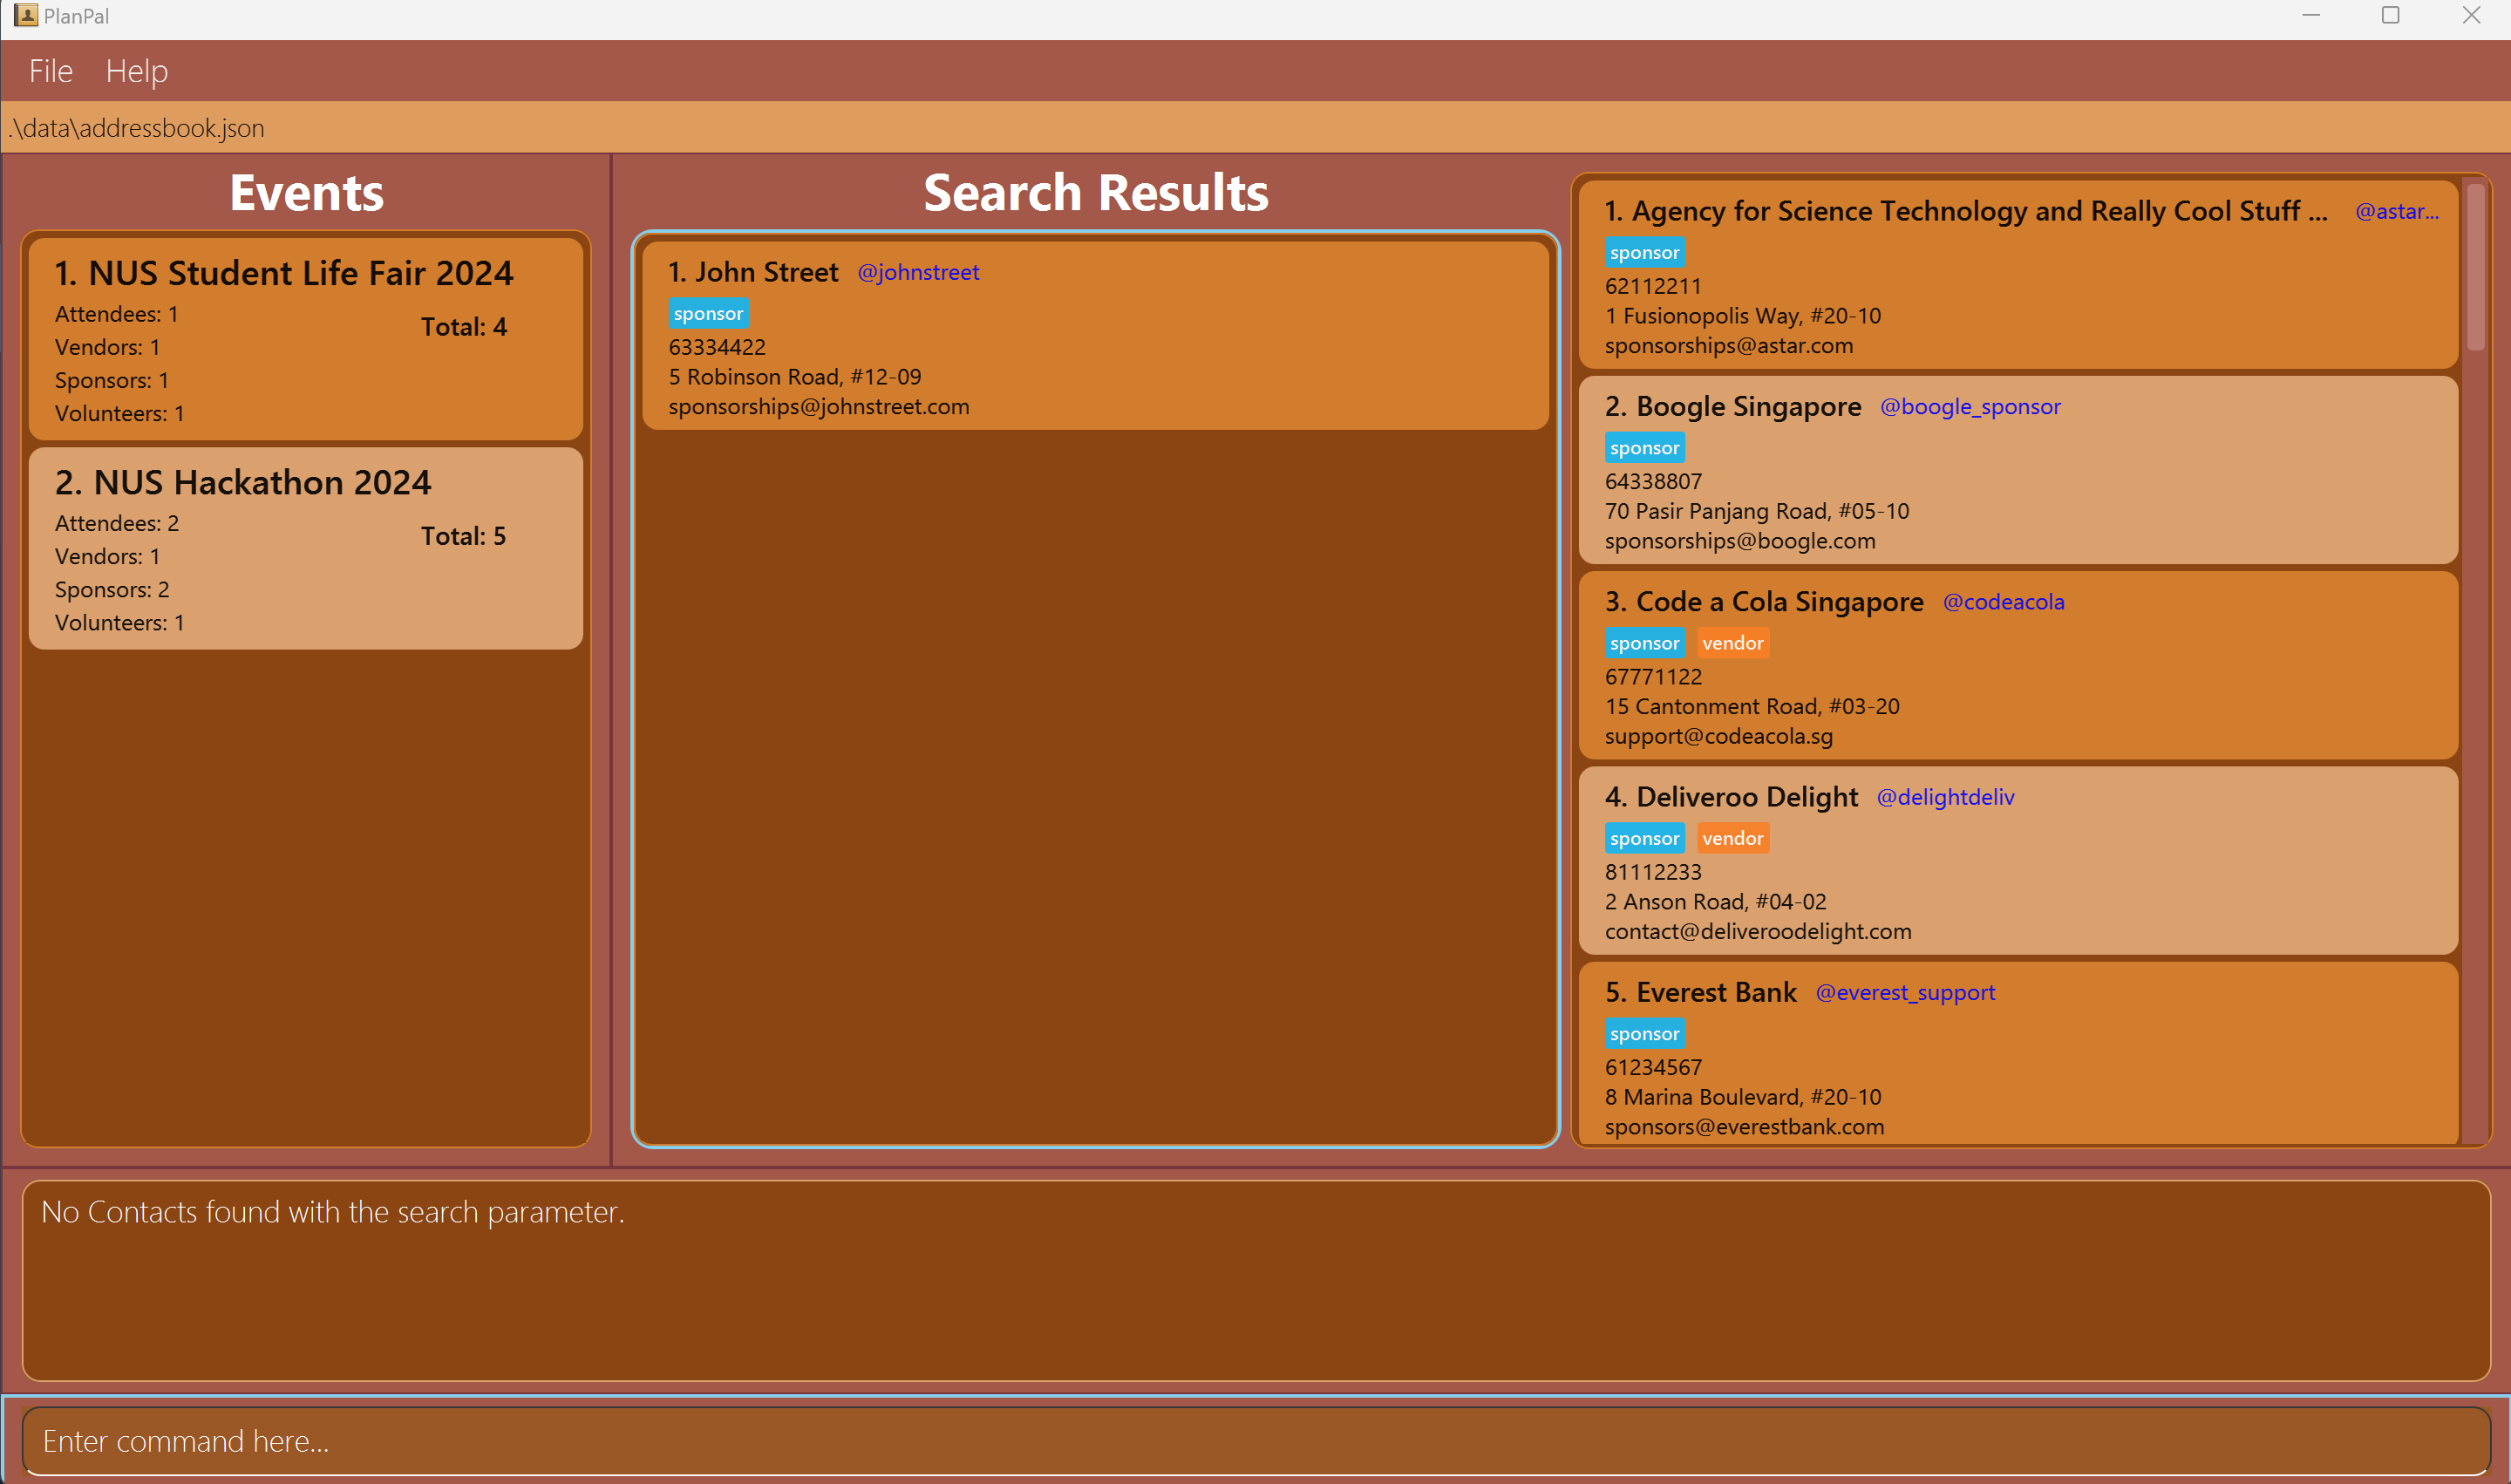 PlanPal
File Help
.\data\addressbook.json
Events
1. NUS Student Life Fair 2024
Attendees: 1
Total: 4
Vendors: 1
Sponsors: 1
Volunteers: 1
2. NUS Hackathon 2024
Attendees: 2
Total: 5
Vendors: 1
Sponsors: 2
Volunteers: 1
Search Results
1. John Street @johnstreet
sponsor
63334422
5 Robinson Road, #12-09
sponsorships@johnstreet.com
1. Agency for Science Technology and Really Cool Stuff ... @astar...
sponsor
62112211
1 Fusionopolis Way, #20-10
sponsorships@astar.com
2. Boogle Singapore @boogle_sponsor
sponsor
64338807
70 Pasir Panjang Road, #05-10
sponsorships@boogle.com
3. Code a Cola Singapore @codeacola
sponsor vendor
67771122
15 Cantonment Road, #03-20
support@codeacola.sg
4. Deliveroo Delight @delightdeliv
sponsor vendor
81112233
2 Anson Road, #04-02
contact@deliveroodelight.com
5. Everest Bank @everest_support
sponsor
61234567
8 Marina Boulevard, #20-10
sponsors@everestbank.com
No Contacts found with the search parameter.
Enter command here...